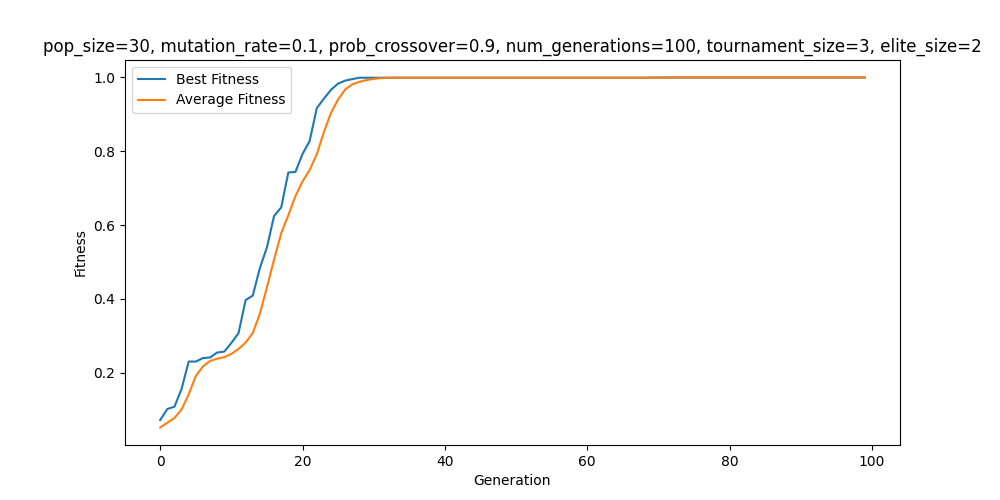 pop_size=30, mutation_rate=0.1, prob_crossover=0.9, num_generations=100, tournament_size=3, elite_size=2
Best Fitness
Average Fitness
1.0
0.8
0.6
0.4
0.2
Fitness
0 20 40 60 80 100
Generation